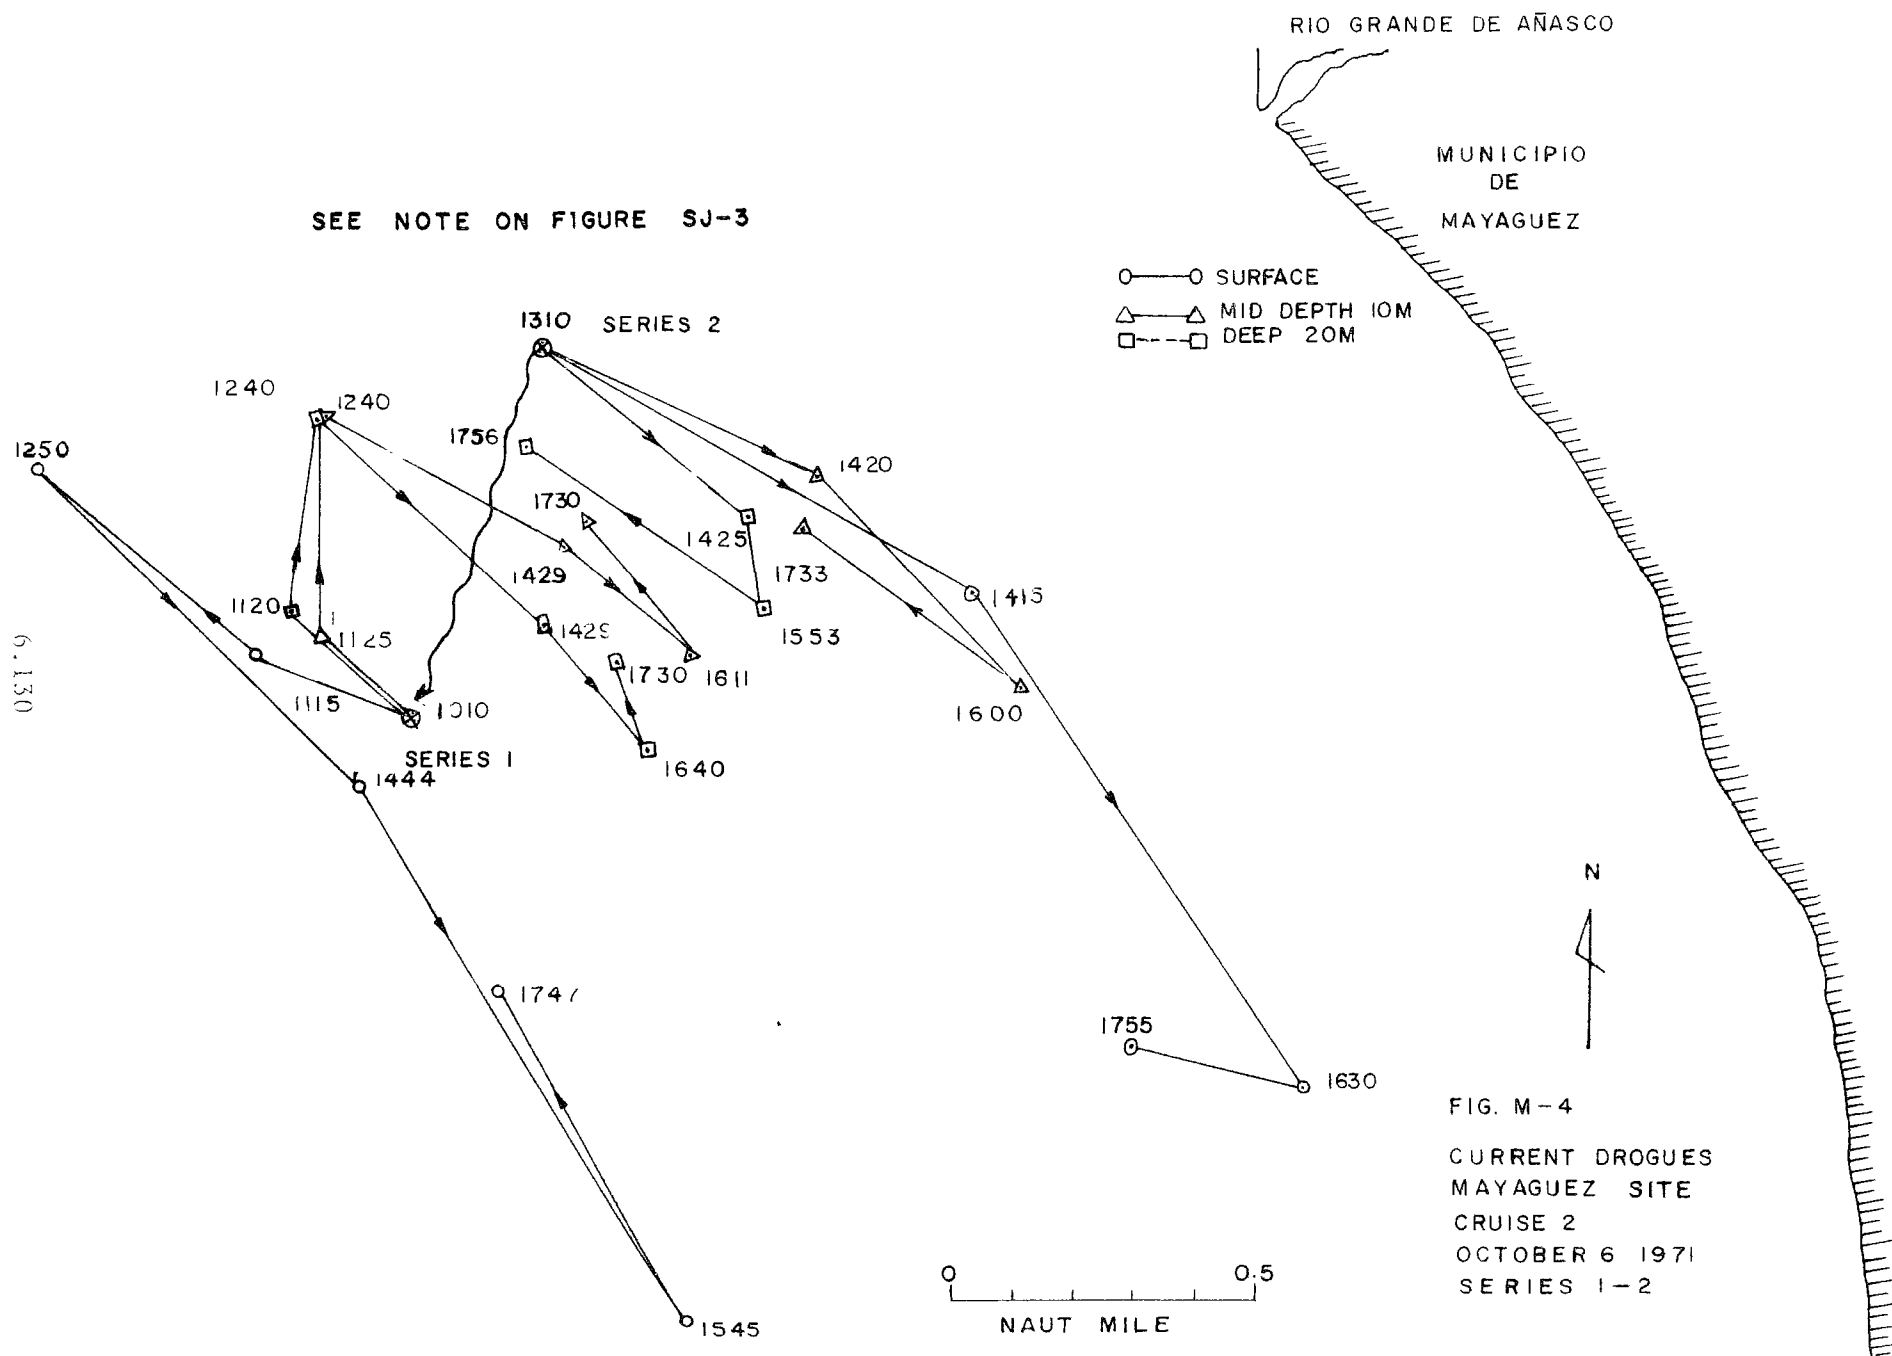 RIO GRANDE DE AÑASCO
MUNICIPIO
DE
MAYAGUEZ
SEE NOTE ON FIGURE SJ-3
SURFACE
MID DEPTH 10M
DEEP 20M
1310 SERIES 2
1240
1240
1250
1756
1420
1730
1425
1429
1733
1415
1120
1125
1553
1429
1730
1611
1115
1010
1600
SERIES 1
1640
1444
N
1747
1755
1630
FIG. M-4
CURRENT DROGUES
MAYAGUEZ SITE
CRUISE 2
OCTOBER 6 1971
SERIES 1-2
0 0.5
NAUT MILE
1545
6.130